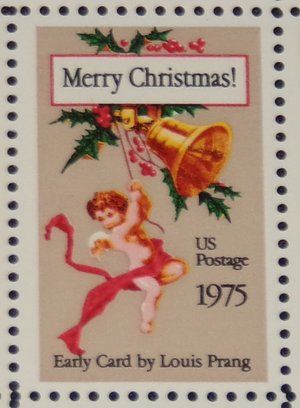 Merry Christmas!
US
Postage
1975
Early Card by Louis Prang